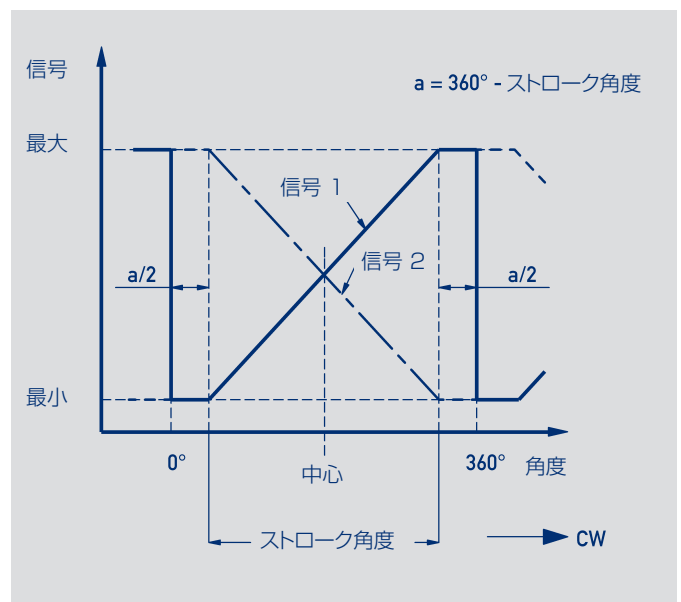 信号
a = 360° - ストローク角度
最大
信号 1
信号 2
a/2
a/2
最小
0°
中心
360°
角度
ストローク角度
CW